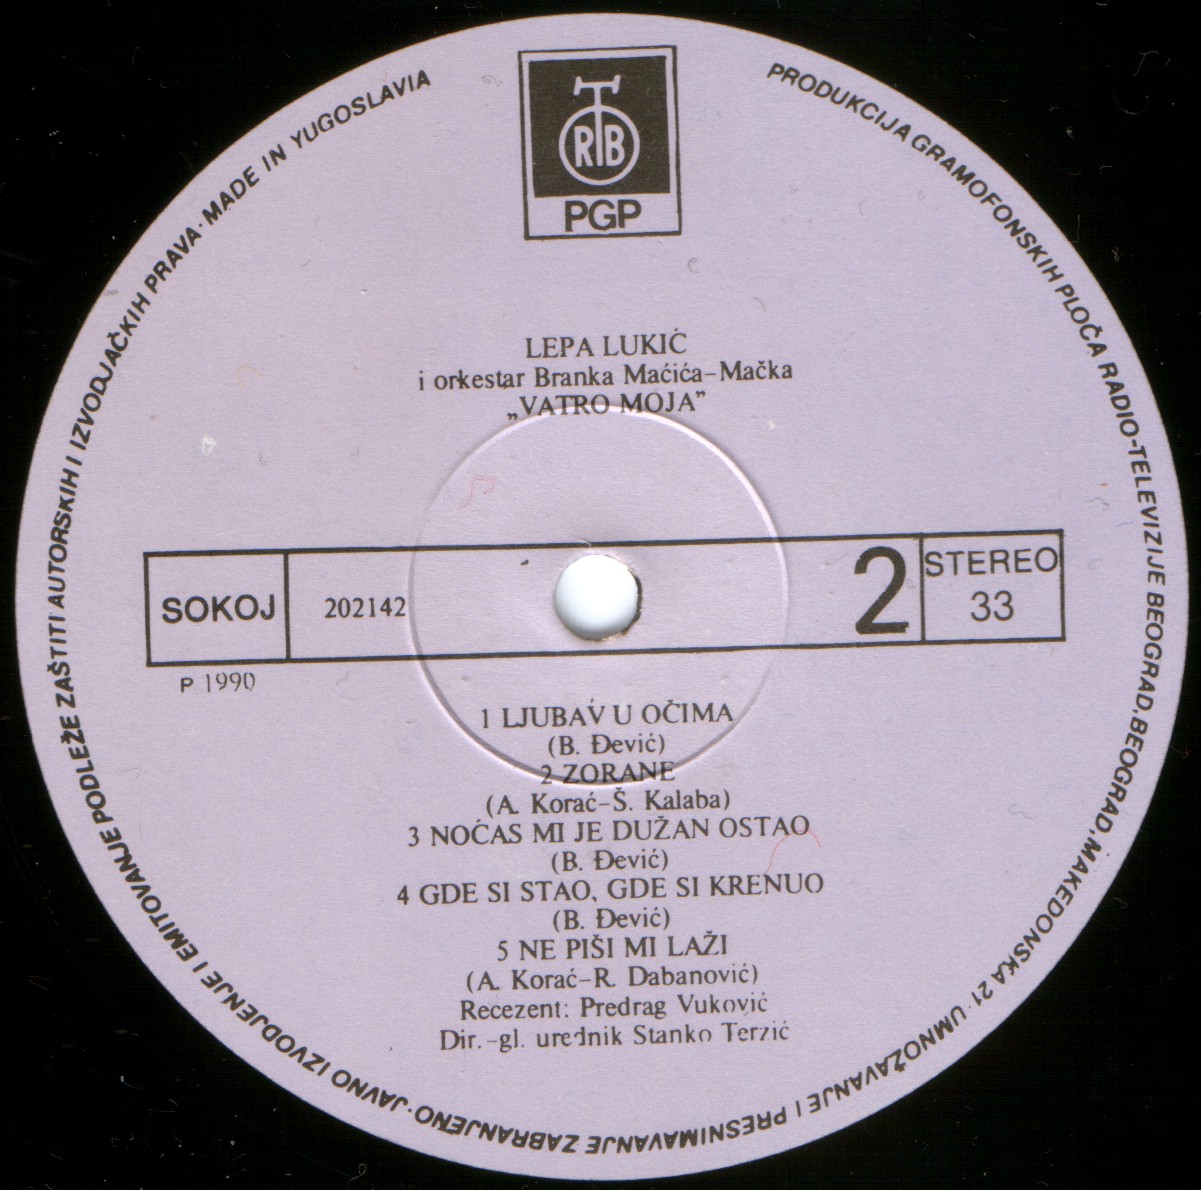 RTB
PGP
PRODUKCIJA GRAMOFONSKIH PLOČA RADIO-TELEVIZIJE BEOGRAD, BEOGRAD, MAKEDONSKA 21 · UMNOŽAVANJE I PRESNIMAVANJE ZABRANJENO · JAVNO IZVODJENJE I EMITOVANJE PODLEŽE ZAŠTITI AUTORSKIH I IZVODJAČKIH PRAVA · MADE IN YUGOSLAVIA
LEPA LUKIĆ
i orkestar Branka Maćića-Mačka
„VATRO MOJA”
SOKOJ
202142
2
STEREO
33
P 1990
1 LJUBAV U OČIMA
(B. Đević)
2 ZORANE
(A. Korać-Š. Kalaba)
3 NOĆAS MI JE DUŽAN OSTAO
(B. Đević)
4 GDE SI STAO, GDE SI KRENUO
(B. Đević)
5 NE PIŠI MI LAŽI
(A. Korać-R. Dabanović)
Recezent: Predrag Vuković
Dir.-gl. urednik Stanko Terzić